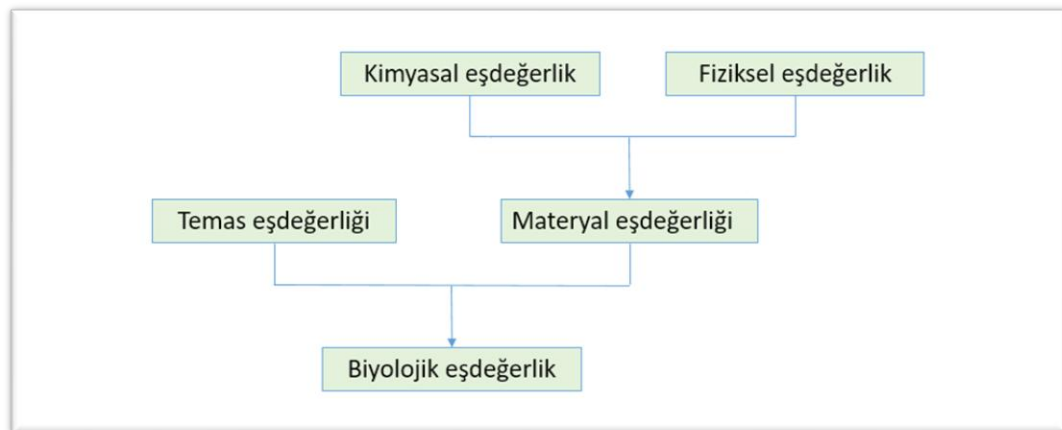 Kimyasal eşdeğerlik
Fiziksel eşdeğerlik
Temas eşdeğerliği
Materyal eşdeğerliği
Biyolojik eşdeğerlik